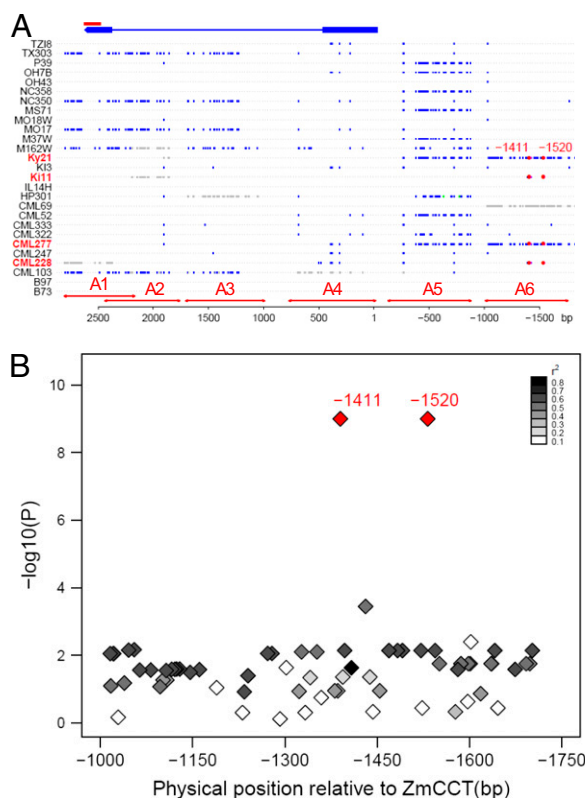 A
TZI8
TX303
P39
OH7B
OH43
NC358
NC350
MS71
MO18W
MO17
M37W
M162W
−1411 −1520
Ky21
KI3
Ki11
IL14H
HP301
CML69
CML52
CML333
CML322
CML277
CML247
CML228
CML103
B97
B73
A1 A2 A3 A4 A5 A6
2500 2000 1500 1000 500 1 −500 −1000 −1500 bp
B
−log10(P)
10
8
6
4
2
0
−1411 −1520
r²
0.8
0.7
0.6
0.5
0.4
0.3
0.2
0.1
−1000 −1150 −1300 −1450 −1600 −1750
Physical position relative to ZmCCT(bp)